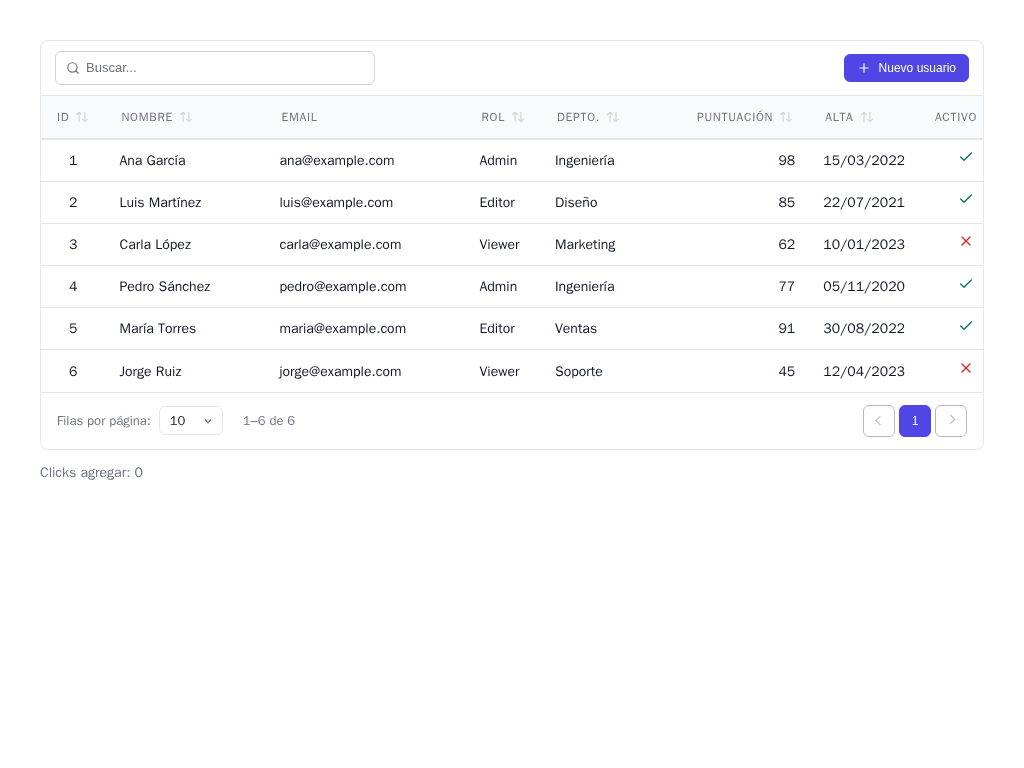 Buscar... Nuevo usuario
ID NOMBRE EMAIL ROL DEPTO. PUNTUACIÓN ALTA ACTIVO
1 Ana García ana@example.com Admin Ingeniería 98 15/03/2022
2 Luis Martínez luis@example.com Editor Diseño 85 22/07/2021
3 Carla López carla@example.com Viewer Marketing 62 10/01/2023
4 Pedro Sánchez pedro@example.com Admin Ingeniería 77 05/11/2020
5 María Torres maria@example.com Editor Ventas 91 30/08/2022
6 Jorge Ruiz jorge@example.com Viewer Soporte 45 12/04/2023
Filas por página: 10 1–6 de 6 1
Clicks agregar: 0